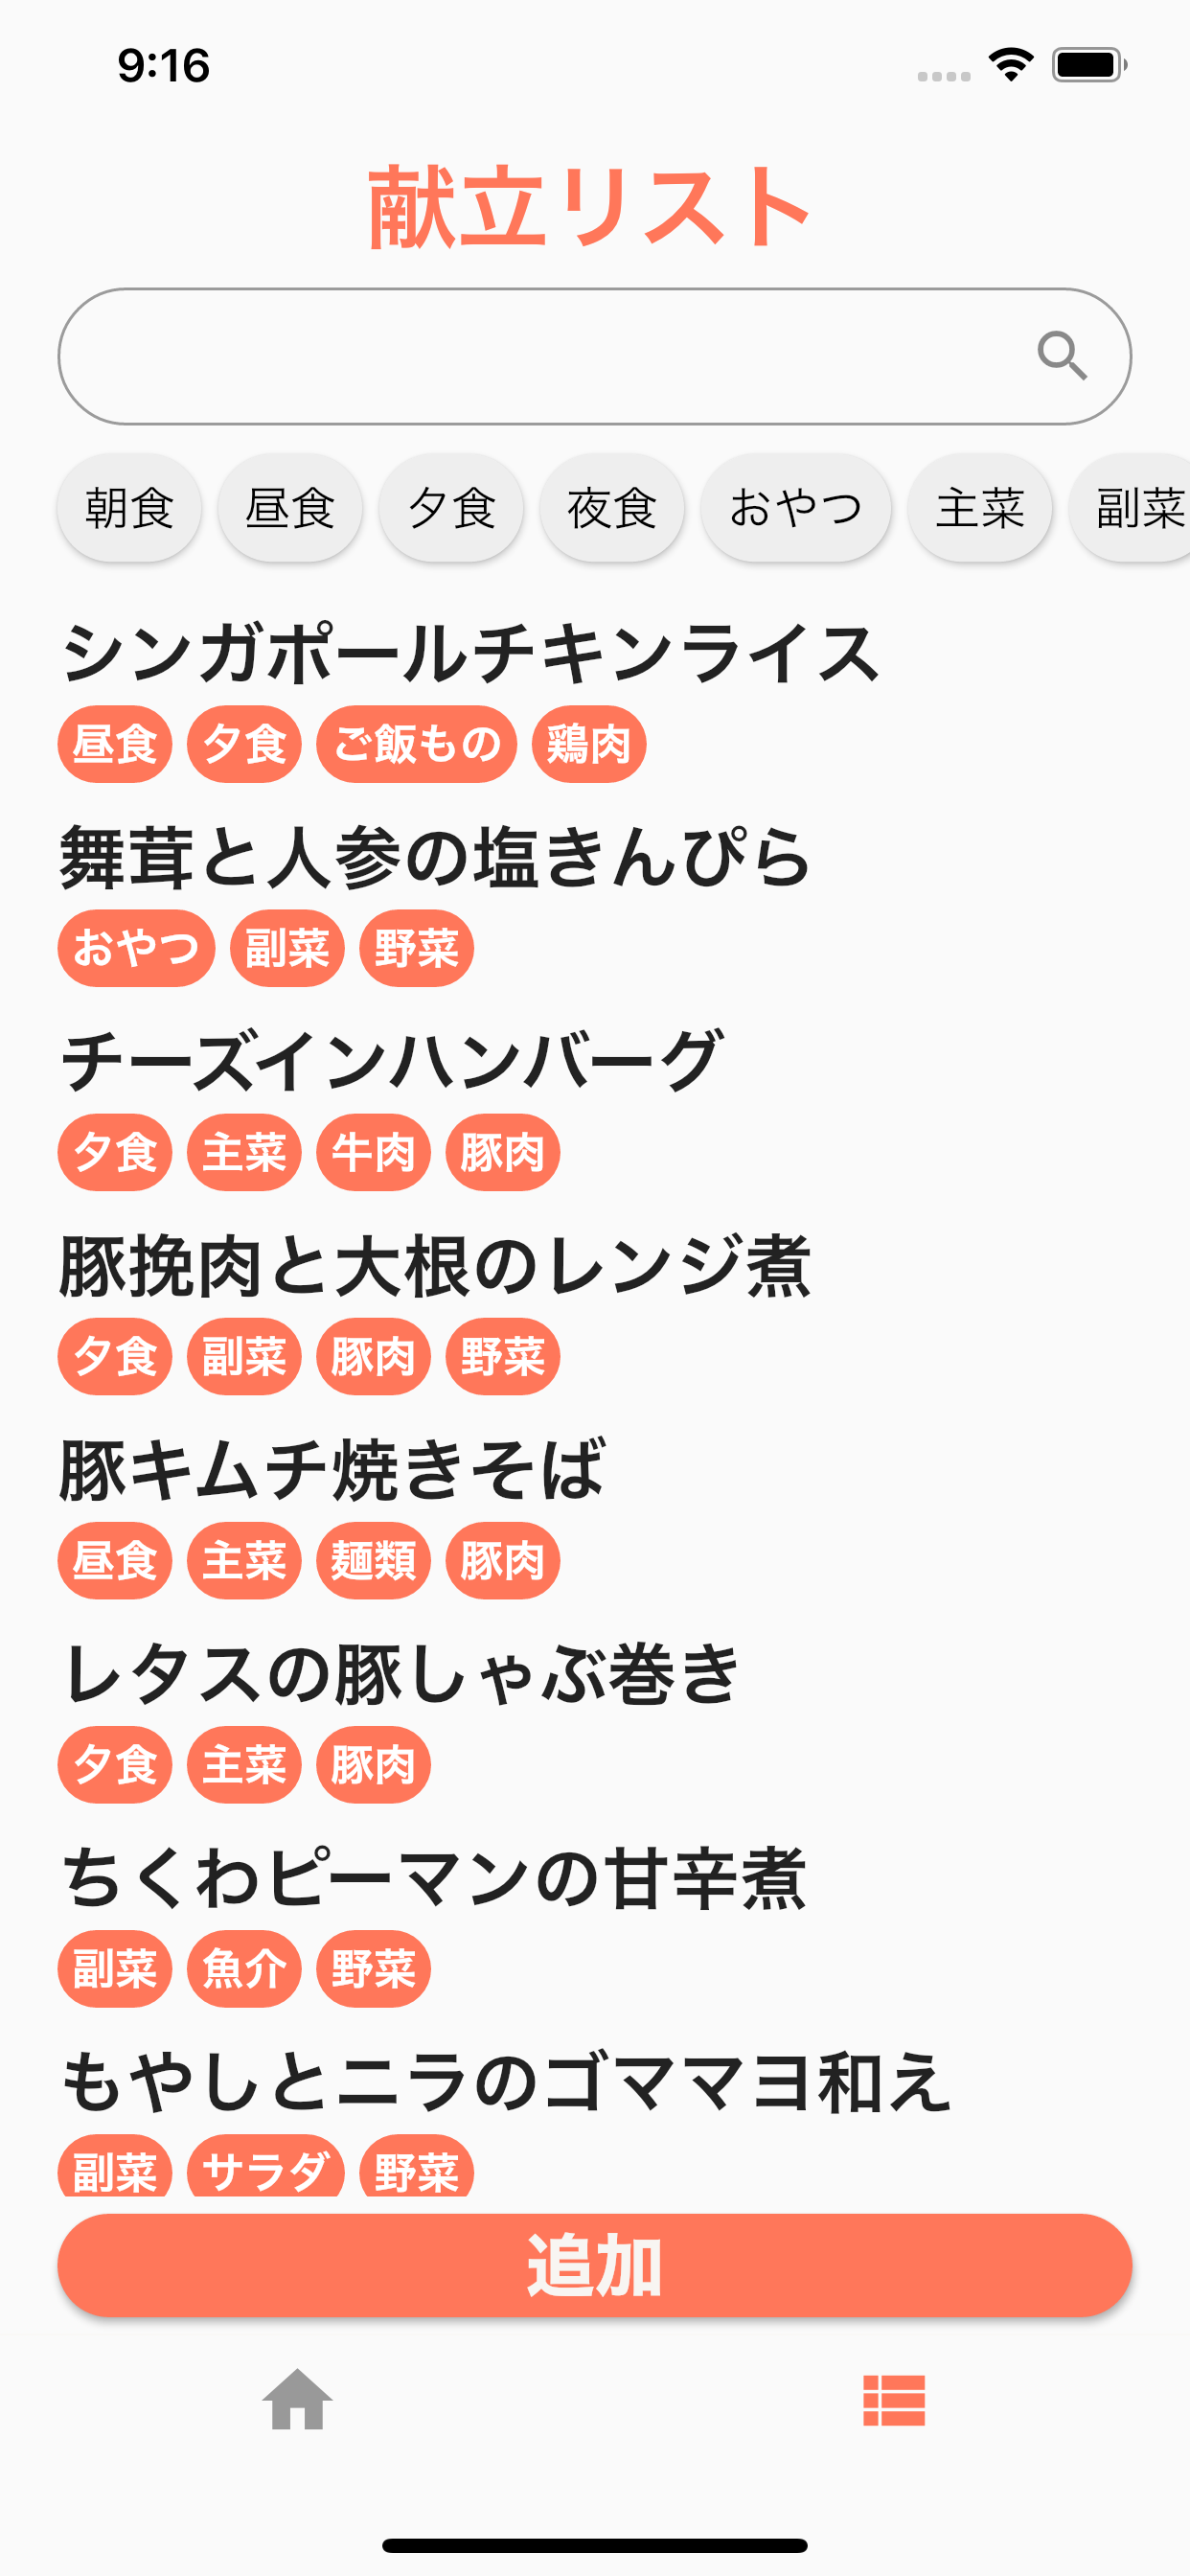 9:16
献立リスト
朝食 昼食 夕食 夜食 おやつ 主菜 副菜
シンガポールチキンライス
昼食 夕食 ご飯もの 鶏肉
舞茸と人参の塩きんぴら
おやつ 副菜 野菜
チーズインハンバーグ
夕食 主菜 牛肉 豚肉
豚挽肉と大根のレンジ煮
夕食 副菜 豚肉 野菜
豚キムチ焼きそば
昼食 主菜 麺類 豚肉
レタスの豚しゃぶ巻き
夕食 主菜 豚肉
ちくわピーマンの甘辛煮
副菜 魚介 野菜
もやしとニラのゴママヨ和え
副菜 サラダ 野菜
追加